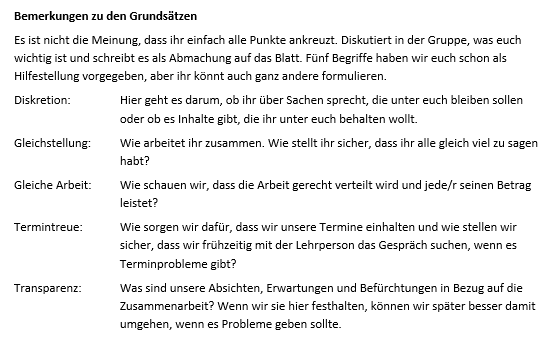 Bemerkungen zu den Grundsätzen
Es ist nicht die Meinung, dass ihr einfach alle Punkte ankreuzt. Diskutiert in der Gruppe, was euch
wichtig ist und schreibt es als Abmachung auf das Blatt. Fünf Begriffe haben wir euch schon als
Hilfestellung vorgegeben, aber ihr könnt auch ganz andere formulieren.
Diskretion: Hier geht es darum, ob ihr über Sachen sprecht, die unter euch bleiben sollen
oder ob es Inhalte gibt, die ihr unter euch behalten wollt.
Gleichstellung: Wie arbeitet ihr zusammen. Wie stellt ihr sicher, dass ihr alle gleich viel zu sagen
habt?
Gleiche Arbeit: Wie schauen wir, dass die Arbeit gerecht verteilt wird und jede/r seinen Betrag
leistet?
Termintreue: Wie sorgen wir dafür, dass wir unsere Termine einhalten und wie stellen wir
sicher, dass wir frühzeitig mit der Lehrperson das Gespräch suchen, wenn es
Terminprobleme gibt?
Transparenz: Was sind unsere Absichten, Erwartungen und Befürchtungen in Bezug auf die
Zusammenarbeit? Wenn wir sie hier festhalten, können wir später besser damit
umgehen, wenn es Probleme geben sollte.